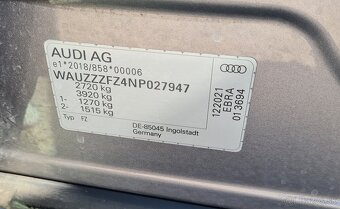 AUDI AG
e1*2018/858*00006
WAUZZZFZ4NP027947
2720 kg
3920 kg
1- 1270 kg
2- 1515 kg
Typ FZ
DE-85045 Ingolstadt
Germany
122021
EBRA
013694